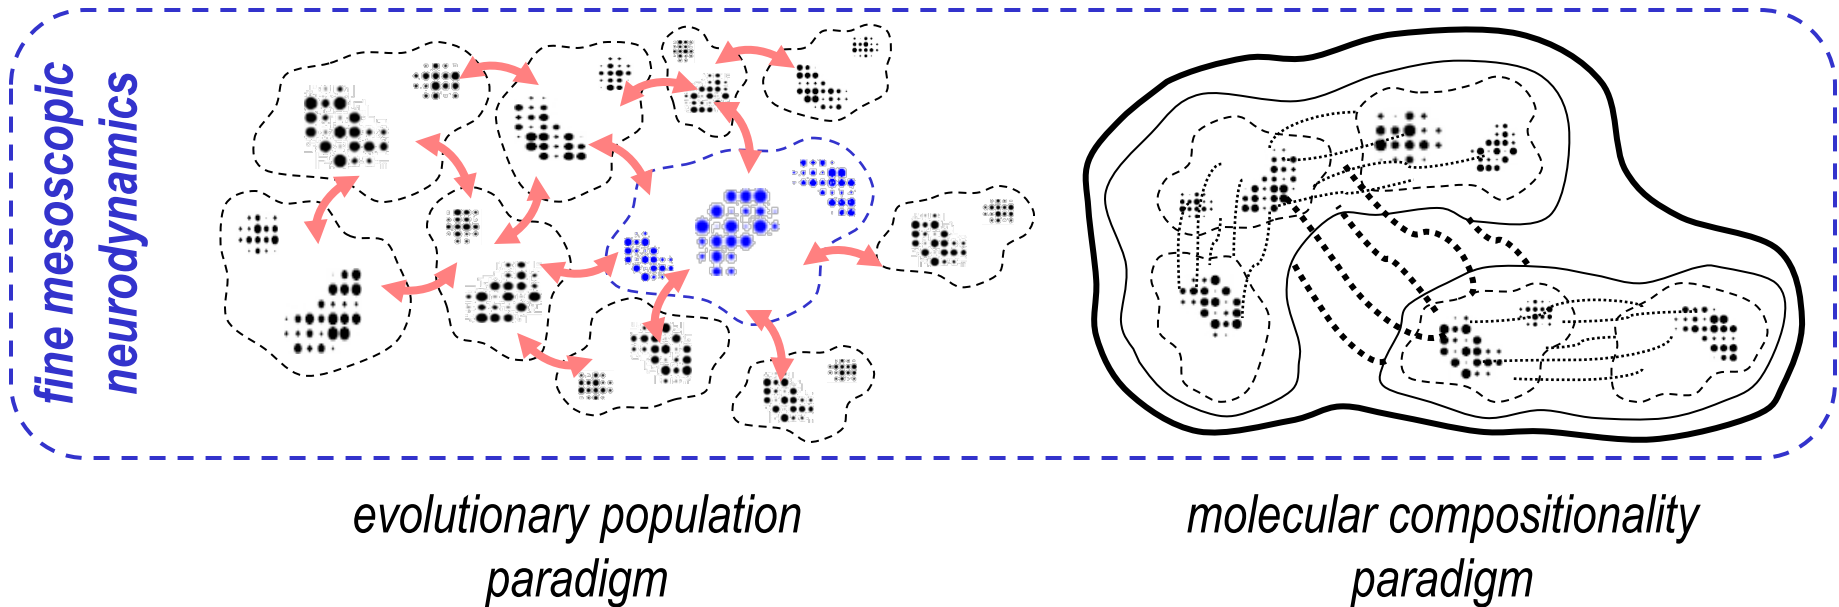 fine mesoscopic
neurodynamics
evolutionary population
paradigm
molecular compositionality
paradigm